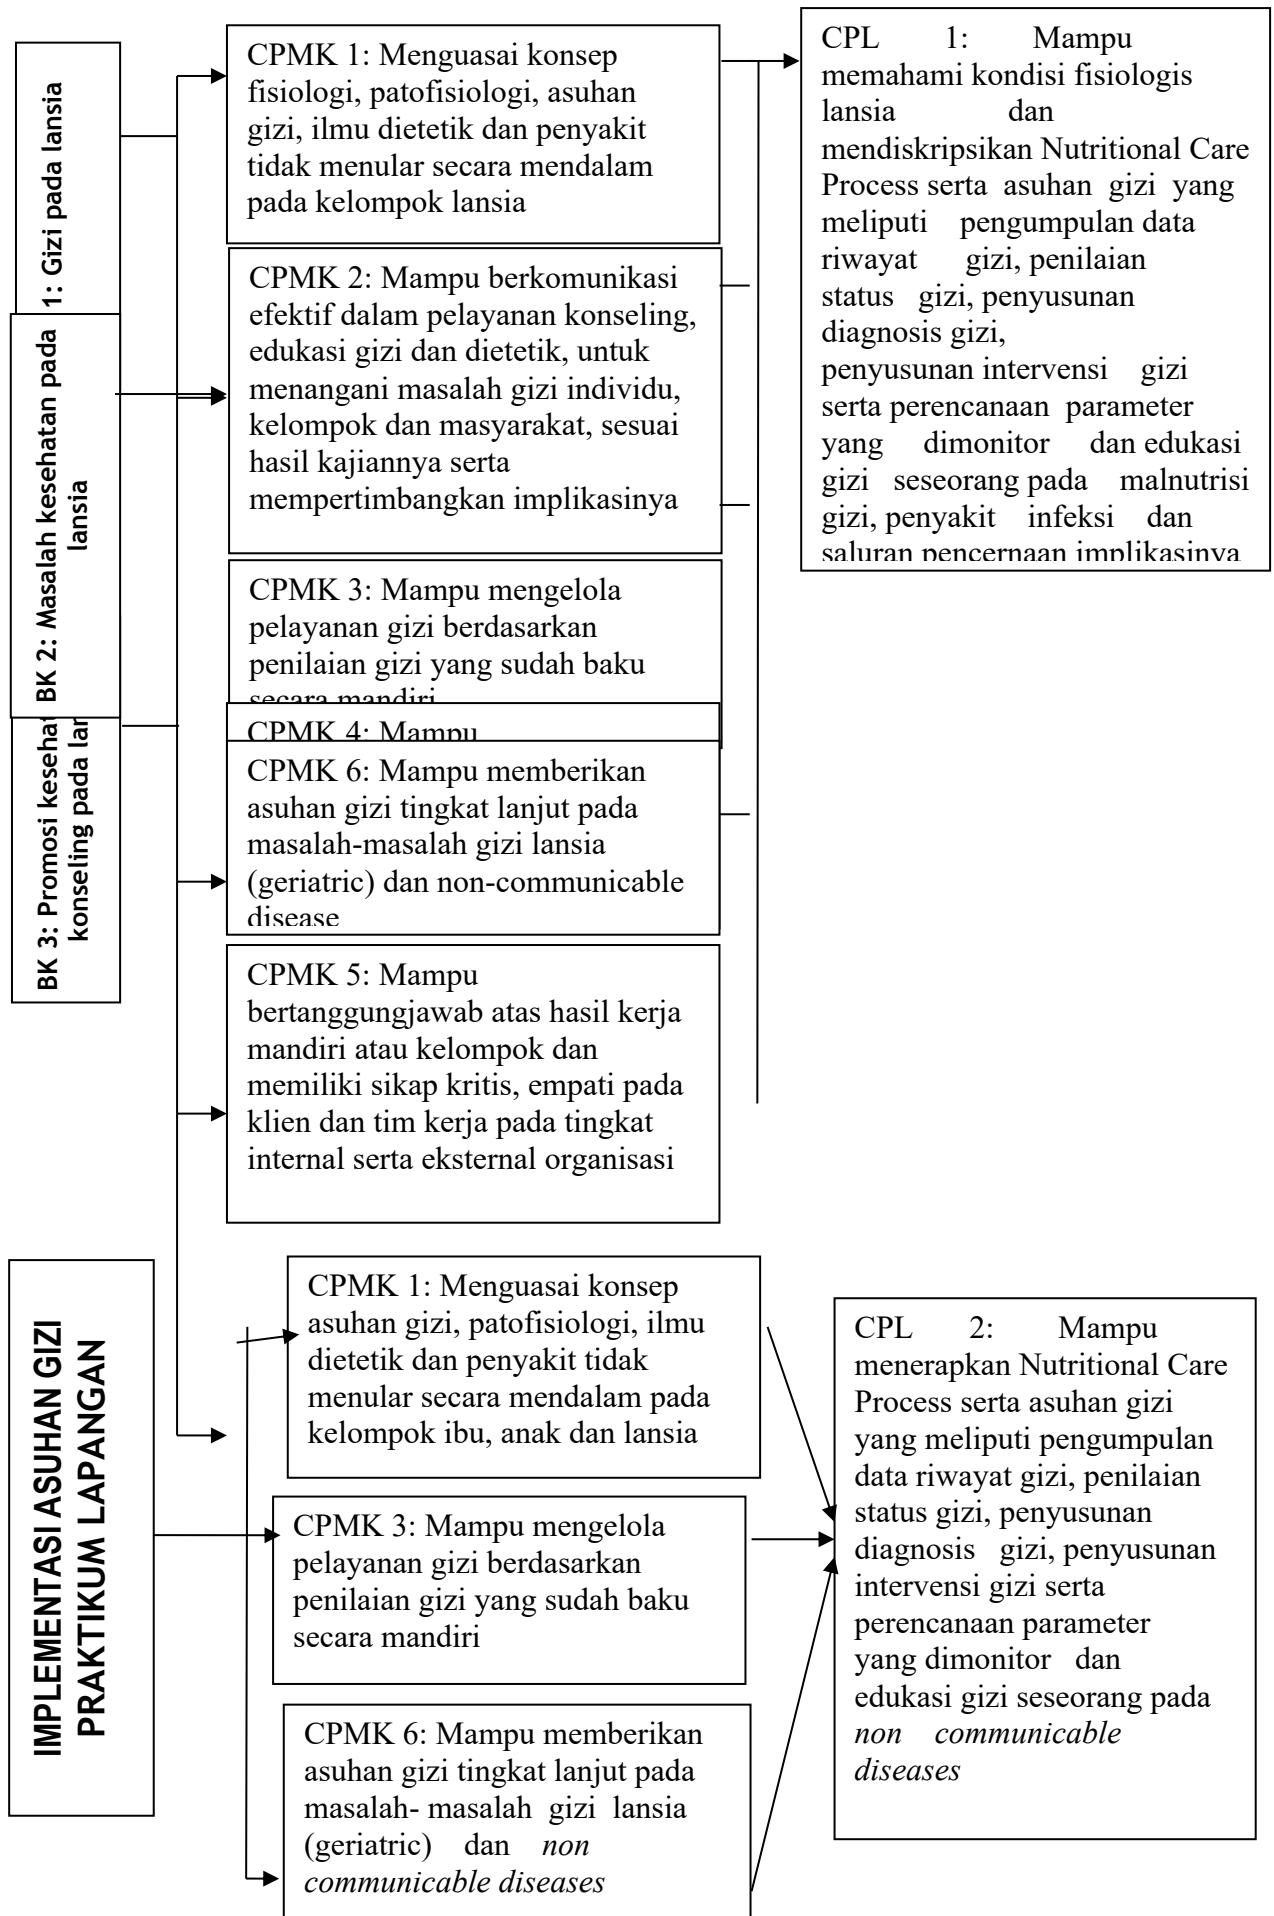 1: Gizi pada lansia
BK 2: Masalah kesehatan pada
lansia
BK 3: Promosi
konseling pada
CPMK 1: Menguasai konsep
fisiologi, patofisiologi, asuhan
gizi, ilmu dietetik dan penyakit
tidak menular secara mendalam
pada kelompok lansia
CPMK 2: Mampu berkomunikasi
efektif dalam pelayanan konseling,
edukasi gizi dan dietetik, untuk
menangani masalah gizi individu,
kelompok dan masyarakat, sesuai
hasil kajiannya serta
mempertimbangkan implikasinya
CPMK 3: Mampu mengelola
pelayanan gizi berdasarkan
penilaian gizi yang sudah baku
secara mandiri
CPMK 4: Mampu
CPMK 6: Mampu memberikan
asuhan gizi tingkat lanjut pada
masalah-masalah gizi lansia
(geriatric) dan non-communicable
disease
CPMK 5: Mampu
bertanggungjawab atas hasil kerja
mandiri atau kelompok dan
memiliki sikap kritis, empati pada
klien dan tim kerja pada tingkat
internal serta eksternal organisasi
CPL 1: Mampu
memahami kondisi fisiologis
lansia dan
mendiskripsikan Nutritional Care
Process serta asuhan gizi yang
meliputi pengumpulan data
riwayat gizi, penilaian
status gizi, penyusunan
diagnosis gizi,
penyusunan intervensi gizi
serta perencanaan parameter
yang dimonitor dan edukasi
gizi seseorang pada malnutrisi
gizi, penyakit infeksi dan
saluran pencernaan implikasinya
IMPLEMENTASI ASUHAN GIZI
PRAKTIKUM LAPANGAN
CPMK 1: Menguasai konsep
asuhan gizi, patofisiologi, ilmu
dietetik dan penyakit tidak
menular secara mendalam pada
kelompok ibu, anak dan lansia
CPMK 3: Mampu mengelola
pelayanan gizi berdasarkan
penilaian gizi yang sudah baku
secara mandiri
CPMK 6: Mampu memberikan
asuhan gizi tingkat lanjut pada
masalah- masalah gizi lansia
(geriatric) dan non
communicable diseases
CPL 2: Mampu
menerapkan Nutritional Care
Process serta asuhan gizi
yang meliputi pengumpulan
data riwayat gizi, penilaian
status gizi, penyusunan
diagnosis gizi, penyusunan
intervensi gizi serta
perencanaan parameter
yang dimonitor dan
edukasi gizi seseorang pada
non communicable
diseases